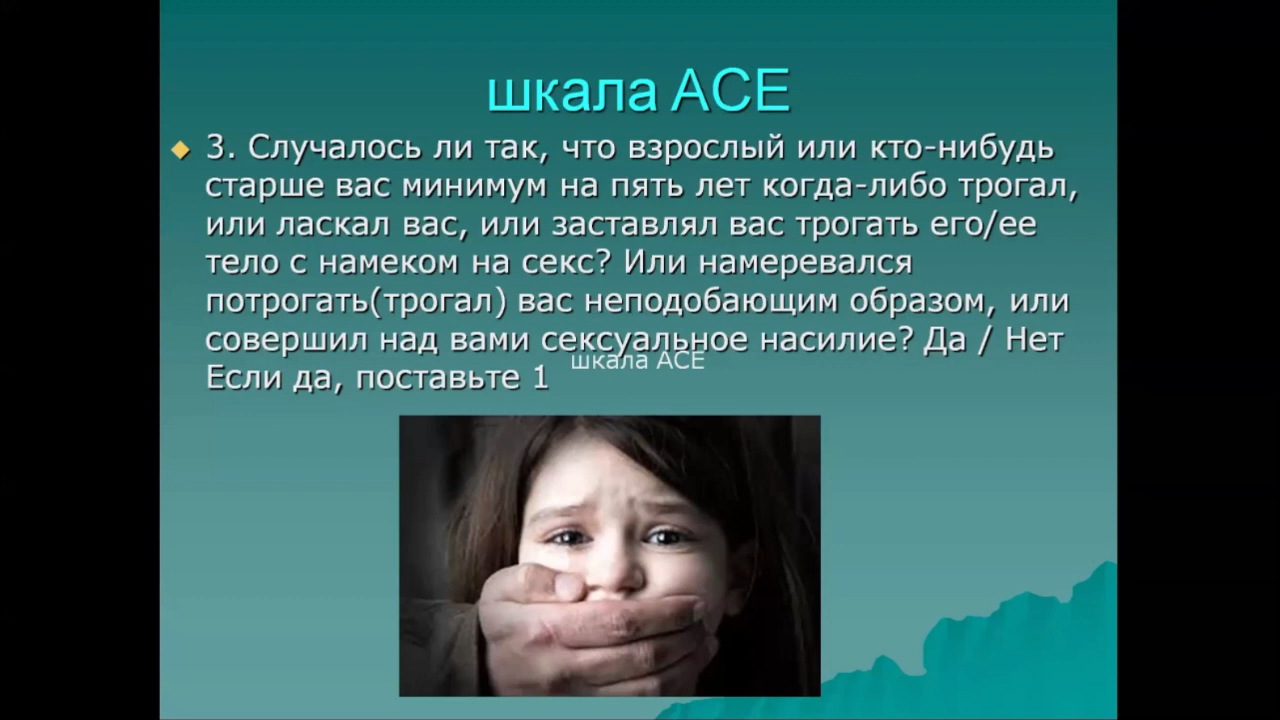 шкала АСЕ
3. Случалось ли так, что взрослый или кто-нибудь
старше вас минимум на пять лет когда-либо трогал,
или ласкал вас, или заставлял вас трогать его/ее
тело с намеком на секс? Или намеревался
потрогать(трогал) вас неподобающим образом, или
совершил над вами сексуальное насилие? Да / Нет
шкала АСЕ
Если да, поставьте 1